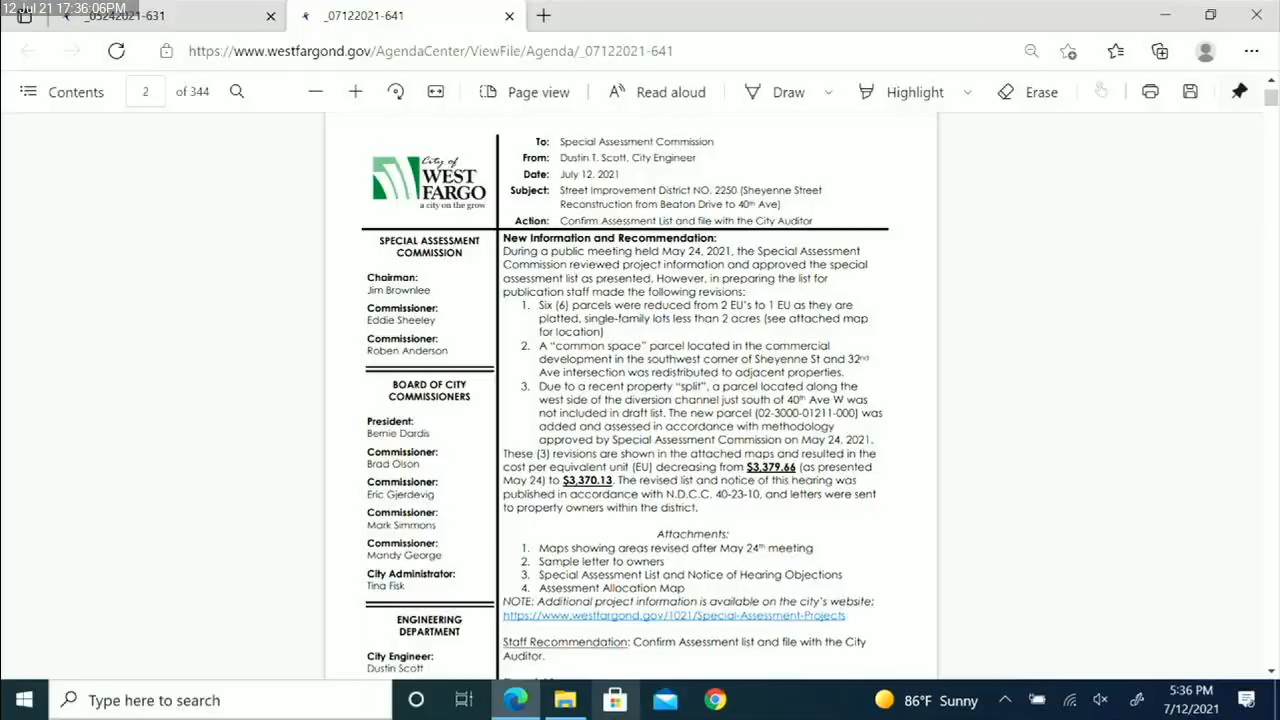 12 Jul 21 17:36:06PM
_05242021-631
_07122021-641
https://www.westfargond.gov/AgendaCenter/ViewFile/Agenda/_07122021-641
Contents
2 of 344
Page view
Read aloud
Draw
Highlight
Erase
City of
WEST
FARGO
a city on the grow
To: Special Assessment Commission
From: Dustin T. Scott, City Engineer
Date: July 12, 2021
Subject: Street Improvement District NO. 2250 (Sheyenne Street
Reconstruction from Beaton Drive to 40th Ave)
Action: Confirm Assessment List and file with the City Auditor
SPECIAL ASSESSMENT
COMMISSION
Chairman:
Jim Brownlee
Commissioner:
Eddie Sheeley
Commissioner:
Roben Anderson
BOARD OF CITY
COMMISSIONERS
President:
Bernie Dardis
Commissioner:
Brad Olson
Commissioner:
Eric Gjerdevig
Commissioner:
Mark Simmons
Commissioner:
Mandy George
City Administrator:
Tina Fisk
ENGINEERING
DEPARTMENT
City Engineer:
Dustin Scott
New Information and Recommendation:
During a public meeting held May 24, 2021, the Special Assessment
Commission reviewed project information and approved the special
assessment list as presented. However, in preparing the list for
publication staff made the following revisions:
1. Six (6) parcels were reduced from 2 EU's to 1 EU as they are
platted, single-family lots less than 2 acres (see attached map
for location)
2. A "common space" parcel located in the commercial
development in the southwest corner of Sheyenne St and 32nd
Ave intersection was redistributed to adjacent properties.
3. Due to a recent property "split", a parcel located along the
west side of the diversion channel just south of 40th Ave W was
not included in draft list. The new parcel (02-3000-01211-000) was
added and assessed in accordance with methodology
approved by Special Assessment Commission on May 24, 2021.
These (3) revisions are shown in the attached maps and resulted in the
cost per equivalent unit (EU) decreasing from $3,379.66 (as presented
May 24) to $3,370.13. The revised list and notice of this hearing was
published in accordance with N.D.C.C. 40-23-10, and letters were sent
to property owners within the district.
Attachments:
1. Maps showing areas revised after May 24th meeting
2. Sample letter to owners
3. Special Assessment List and Notice of Hearing Objections
4. Assessment Allocation Map
NOTE: Additional project information is available on the city's website:
https://www.westfargond.gov/1021/Special-Assessment-Projects
Staff Recommendation: Confirm Assessment list and file with the City
Auditor.
Type here to search
86°F Sunny
5:36 PM
7/12/2021